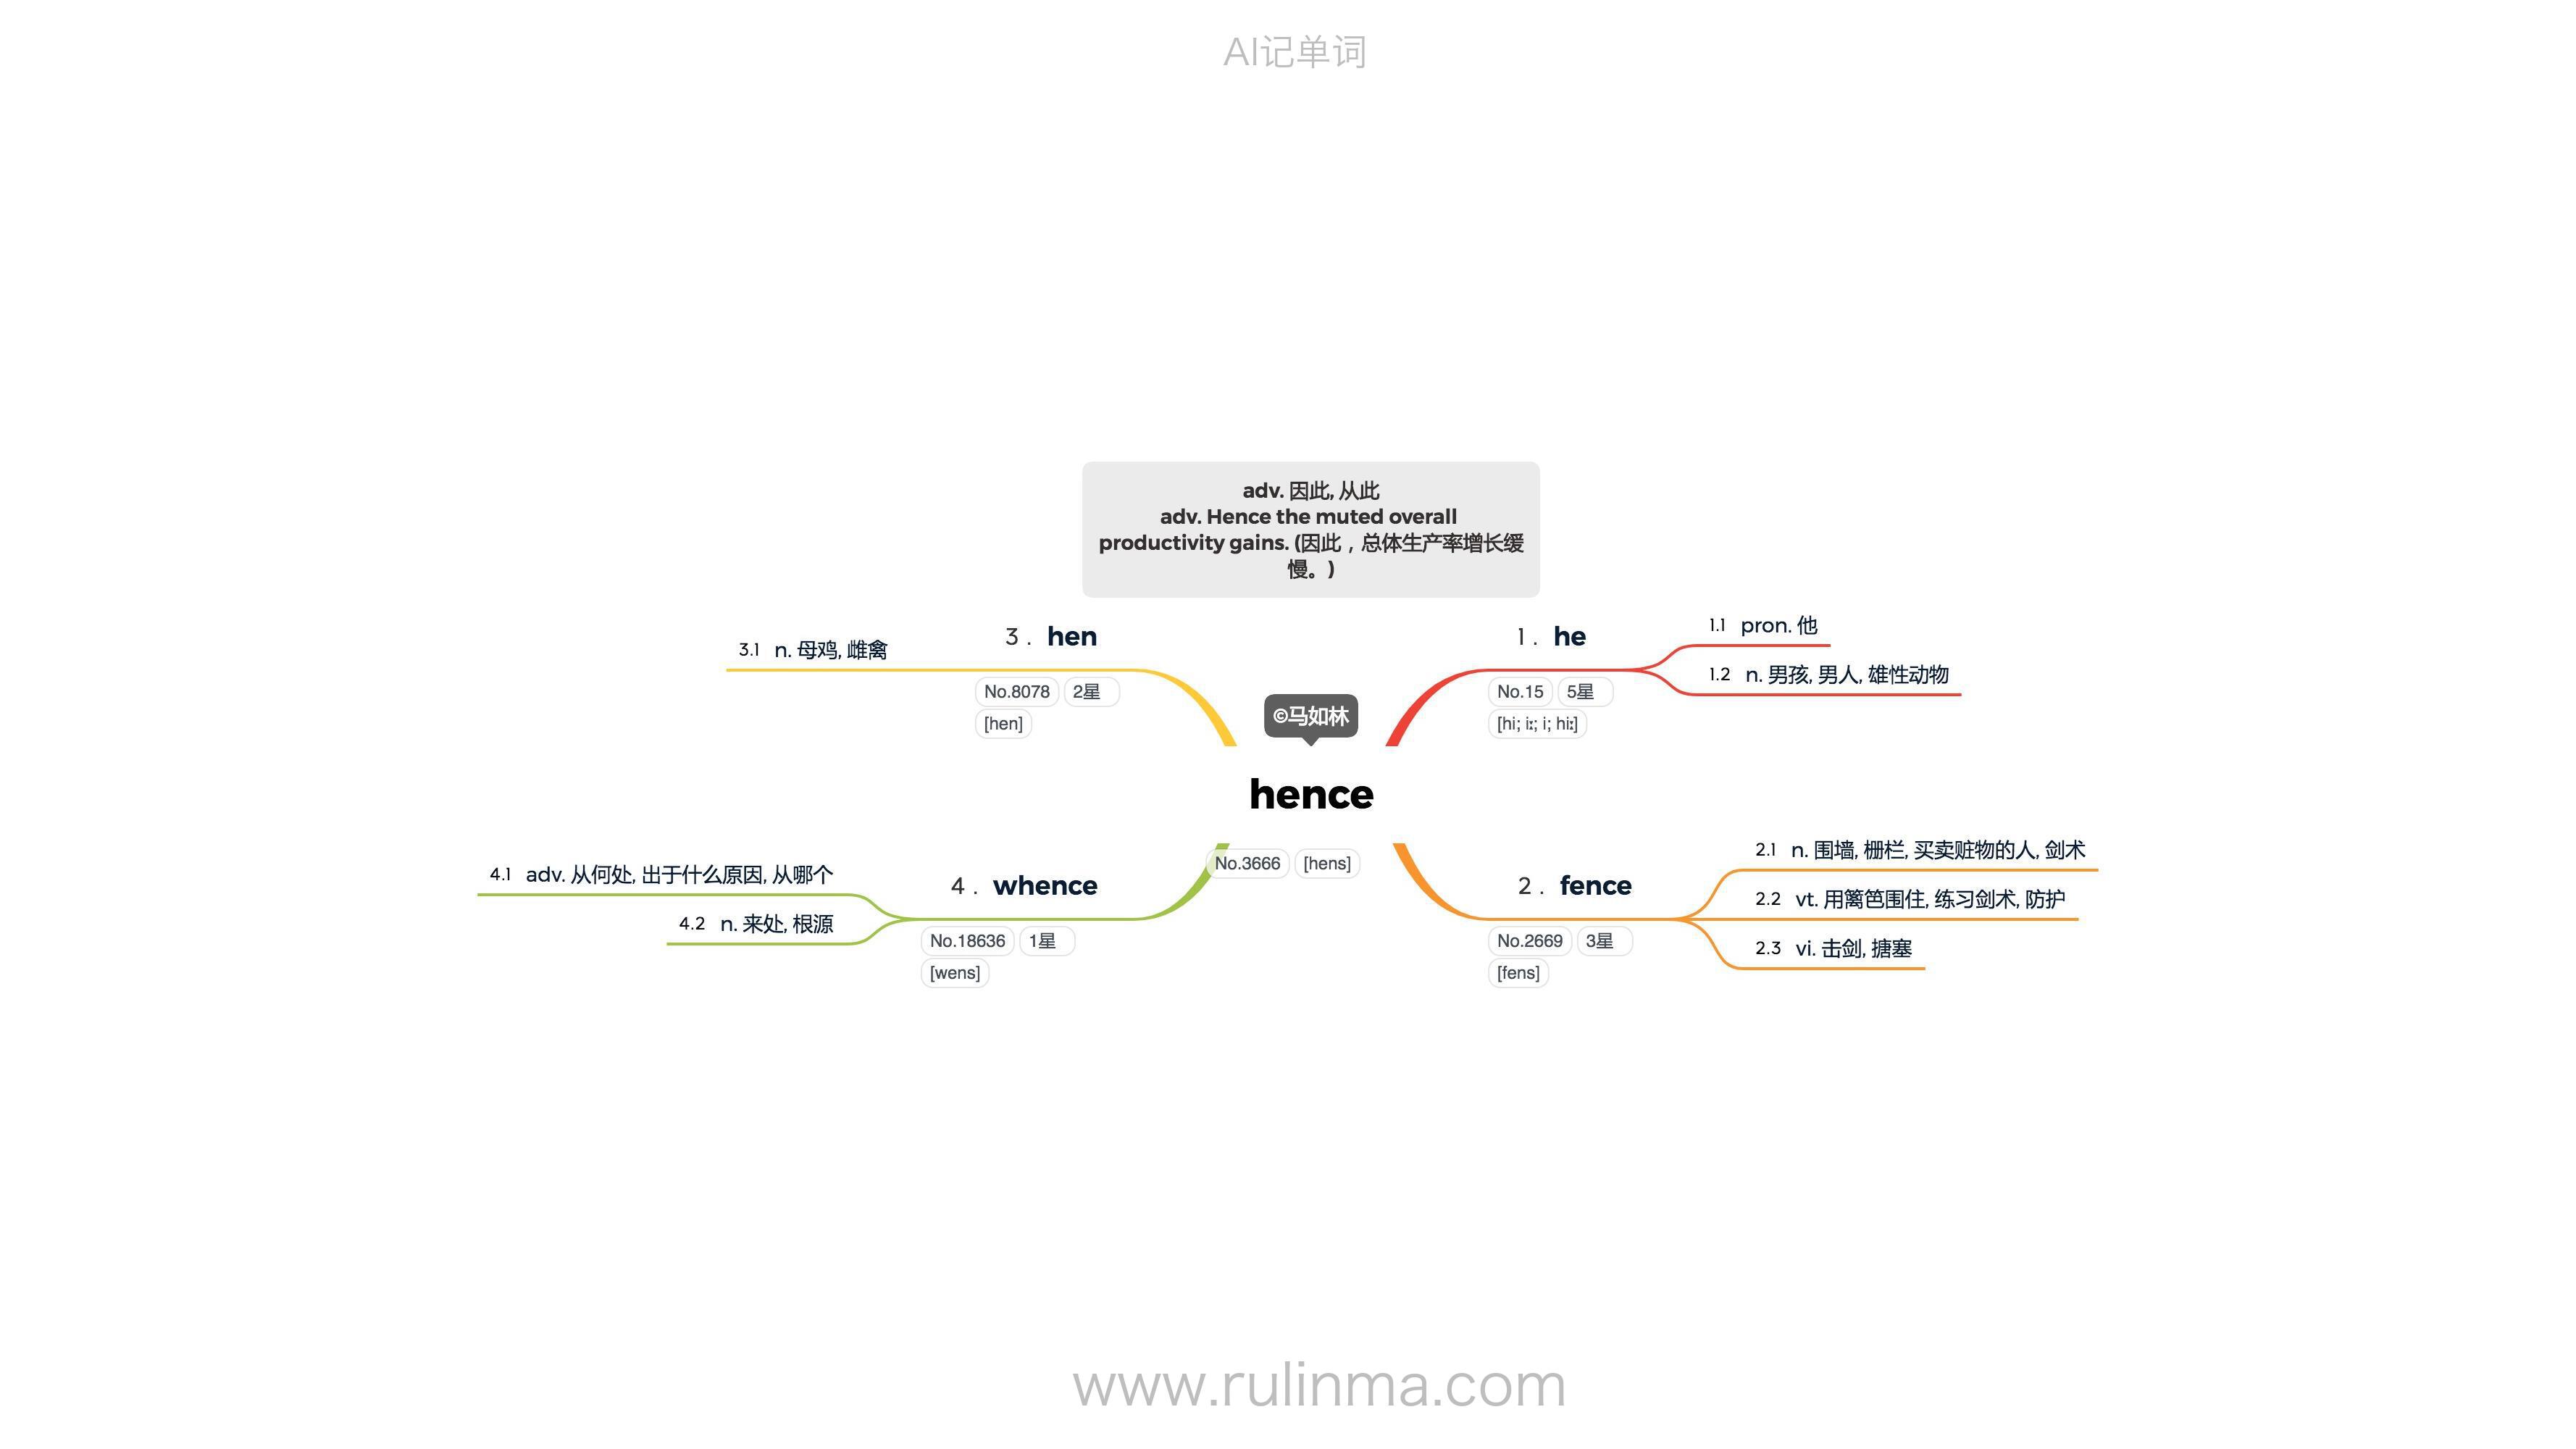 AI记单词
adv. 因此, 从此
adv. Hence the muted overall
productivity gains. (因此，总体生产率增长缓
慢。)
©马如林
hence
No.3666 [hens]
1 . he
No.15 5星
[hi; iː; i; hiː]
1.1 pron. 他
1.2 n. 男孩, 男人, 雄性动物
2 . fence
No.2669 3星
[fens]
2.1 n. 围墙, 栅栏, 买卖赃物的人, 剑术
2.2 vt. 用篱笆围住, 练习剑术, 防护
2.3 vi. 击剑, 搪塞
3 . hen
No.8078 2星
[hen]
3.1 n. 母鸡, 雌禽
4 . whence
No.18636 1星
[wens]
4.1 adv. 从何处, 出于什么原因, 从哪个
4.2 n. 来处, 根源
www.rulinma.com